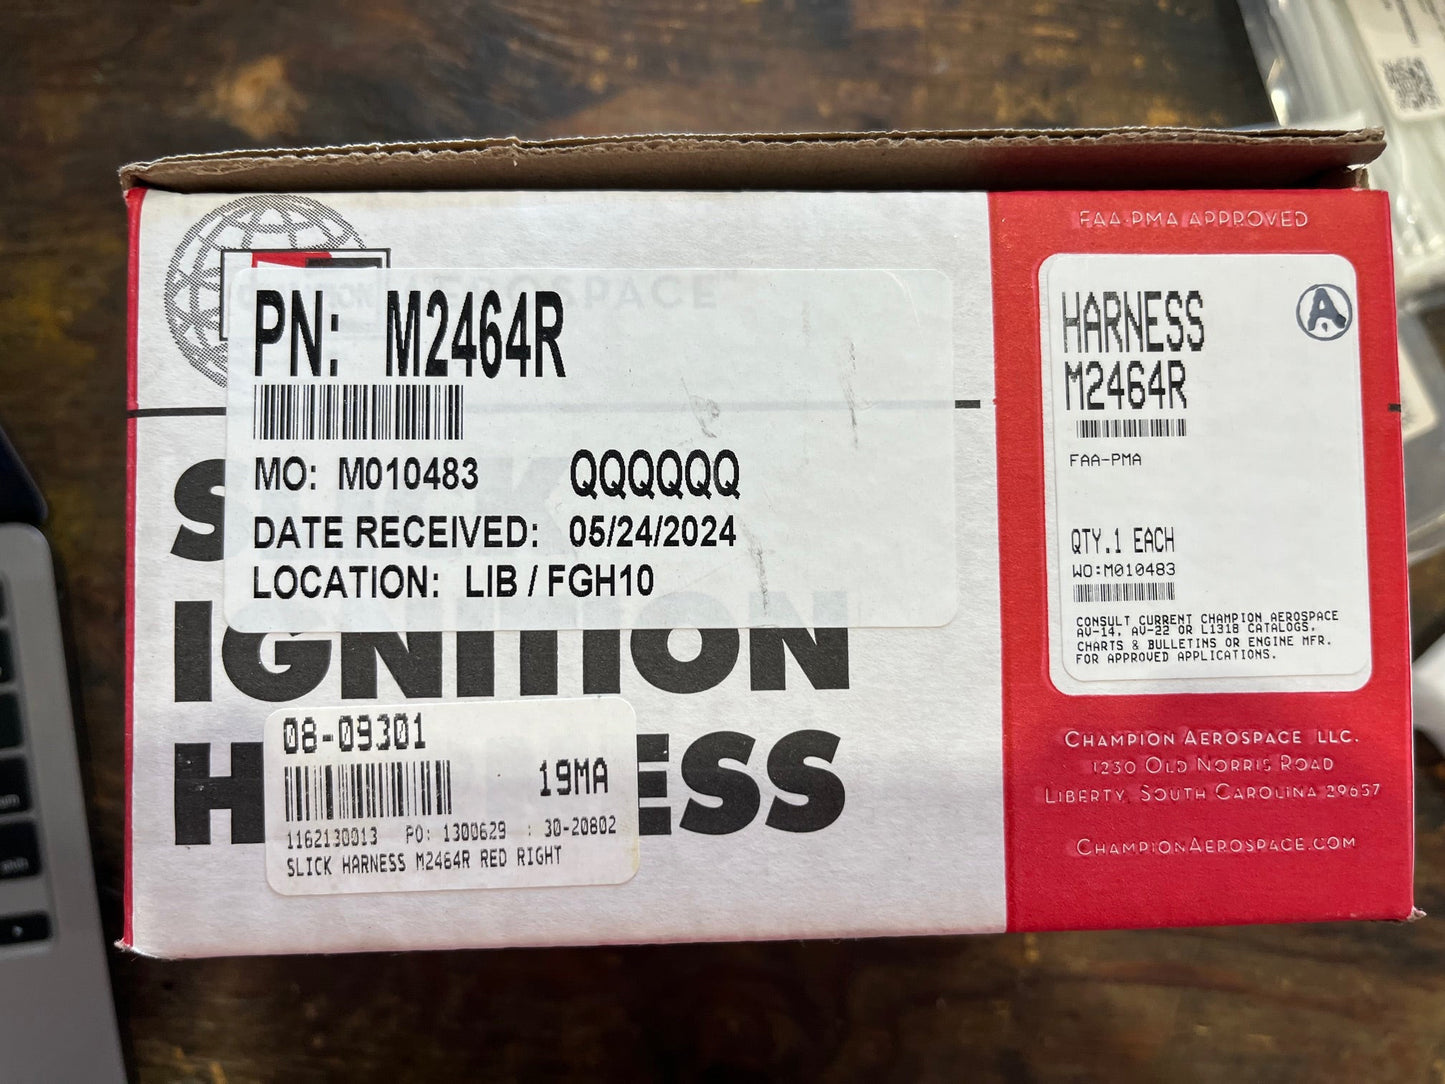 AEROSPACE
PN: M2464R
MO: M010483 QQQQQQ
DATE RECEIVED: 05/24/2024
LOCATION: LIB / FGH10
IGNITION
08-09301
19MA
1162130013 PO: 1300629 : 30-20802
SLICK HARNESS M2464R RED RIGHT
FAA-PMA APPROVED
HARNESS
A
M2464R
FAA-PMA
QTY.1 EACH
WO:M010483
CONSULT CURRENT CHAMPION AEROSPACE
AV-14, AV-22 OR L1318 CATALOGS,
CHARTS & BULLETINS OR ENGINE MFR.
FOR APPROVED APPLICATIONS.
CHAMPION AEROSPACE LLC.
1230 OLD NORRIS ROAD
LIBERTY, SOUTH CAROLINA 29657
CHAMPIONAEROSPACE.COM